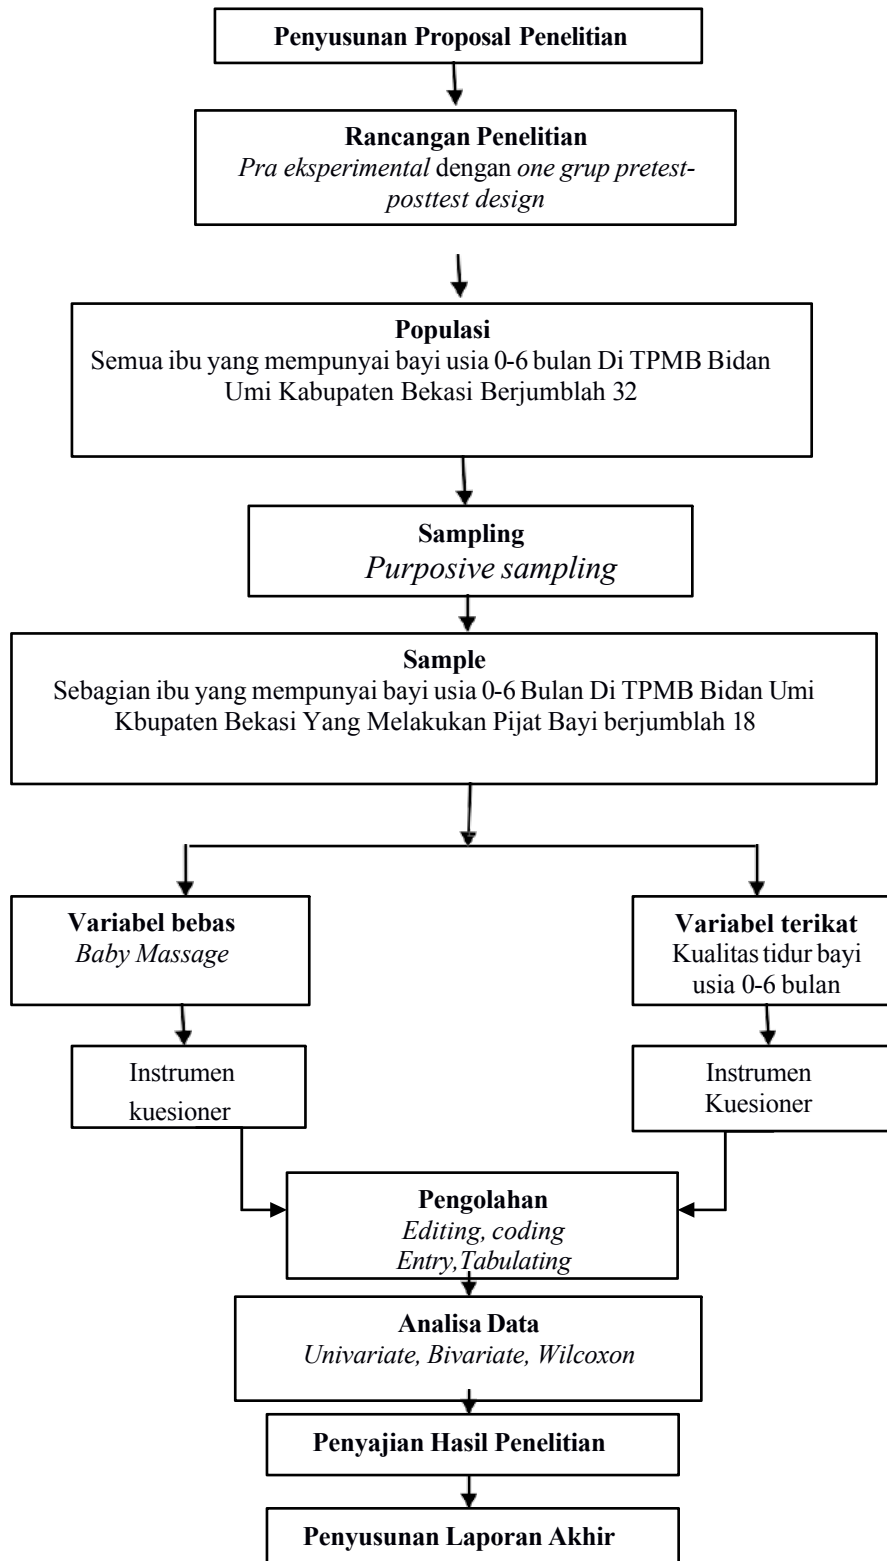 Penyusunan Proposal Penelitian
Rancangan Penelitian
Pra eksperimental dengan one grup pretest-
posttest design
Populasi
Semua ibu yang mempunyai bayi usia 0-6 bulan Di TPMB Bidan
Umi Kabupaten Bekasi Berjumblah 32
Sampling
Purposive sampling
Sample
Sebagian ibu yang mempunyai bayi usia 0-6 Bulan Di TPMB Bidan Umi
Kbupaten Bekasi Yang Melakukan Pijat Bayi berjumblah 18
Variabel bebas
Baby Massage
Variabel terikat
Kualitas tidur bayi
usia 0-6 bulan
Instrumen
kuesioner
Instrumen
Kuesioner
Pengolahan
Editing, coding
Entry,Tabulating
Analisa Data
Univariate, Bivariate, Wilcoxon
Penyajian Hasil Penelitian
Penyusunan Laporan Akhir